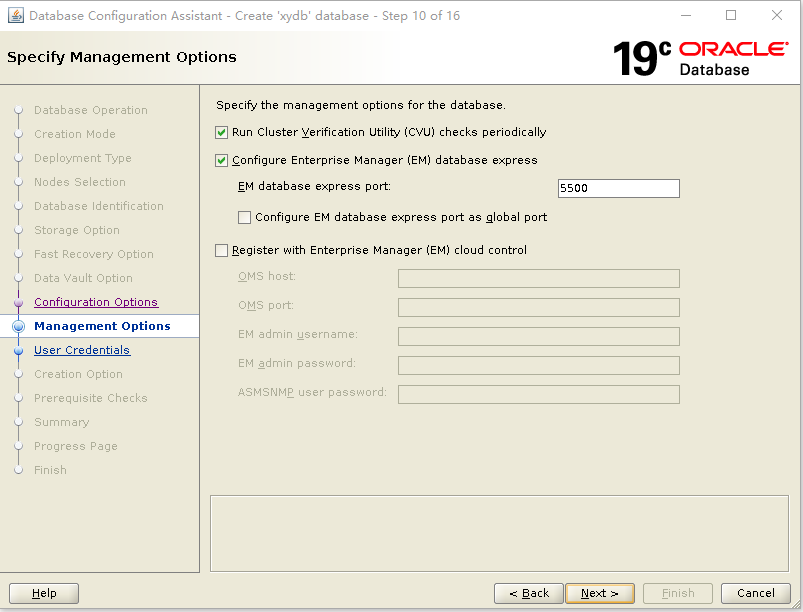 Database Configuration Assistant - Create 'xydb' database - Step 10 of 16
Specify Management Options
19c ORACLE
Database
Database Operation
Creation Mode
Deployment Type
Nodes Selection
Database Identification
Storage Option
Fast Recovery Option
Data Vault Option
Configuration Options
Management Options
User Credentials
Creation Option
Prerequisite Checks
Summary
Progress Page
Finish
Specify the management options for the database.
Run Cluster Verification Utility (CVU) checks periodically
Configure Enterprise Manager (EM) database express
EM database express port: 5500
Configure EM database express port as global port
Register with Enterprise Manager (EM) cloud control
OMS host:
OMS port:
EM admin username:
EM admin password:
ASMSNMP user password:
Help < Back Next > Finish Cancel